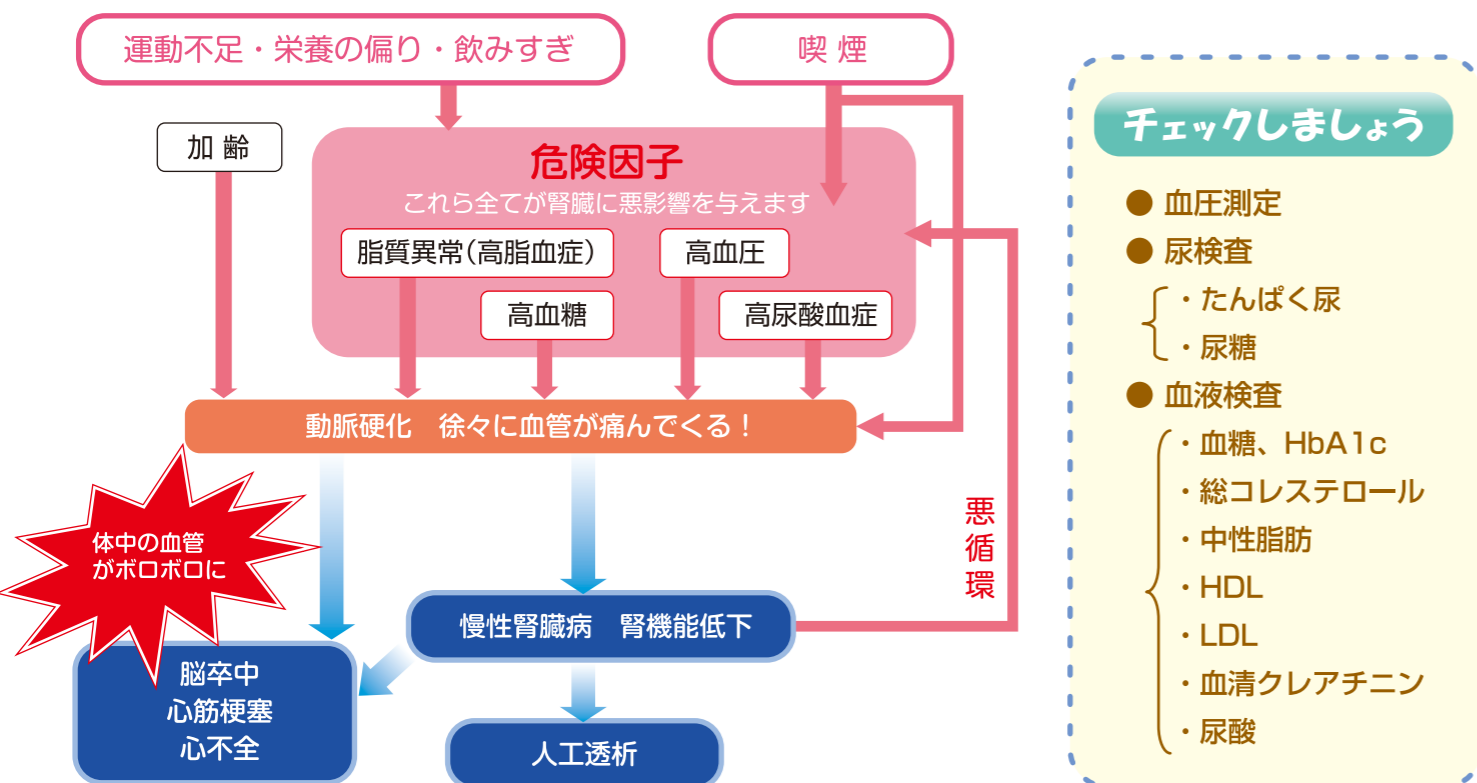 運動不足・栄養の偏り・飲みすぎ
喫 煙
加 齢
危険因子
これら全てが腎臓に悪影響を与えます
脂質異常(高脂血症)
高血圧
高血糖
高尿酸血症
動脈硬化　徐々に血管が痛んでくる！
体中の血管
がボロボロに
悪循環
慢性腎臓病　腎機能低下
脳卒中
心筋梗塞
心不全
人工透析
チェックしましょう
● 血圧測定
● 尿検査
・たんぱく尿
・尿糖
● 血液検査
・血糖、HbA1c
・総コレステロール
・中性脂肪
・HDL
・LDL
・血清クレアチニン
・尿酸